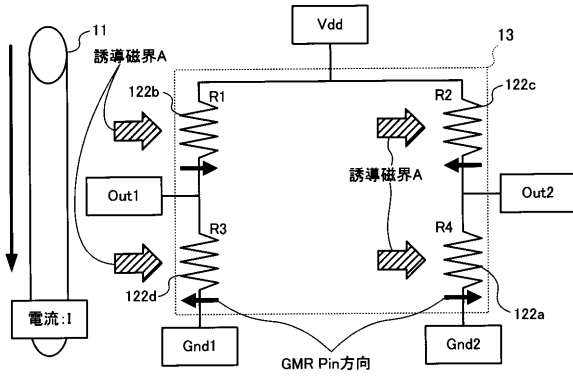 11
Vdd
13
誘導磁界A
122b
R1
R2
122c
誘導磁界A
Out1
Out2
R3
R4
122d
122a
電流:I
Gnd1
Gnd2
GMR Pin方向